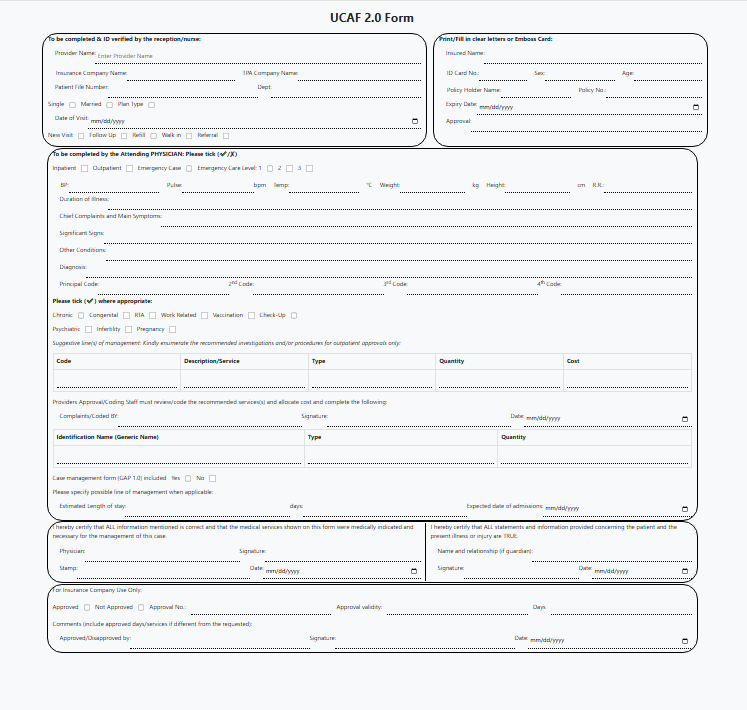 UCAF 2.0 Form
To be completed & ID verified by the reception/nurse:
Provider Name: Enter Provider Name
Insurance Company Name: TPA Company Name:
Patient File Number: Dept:
Single Married Plan Type
Date of Visit: mm/dd/yyyy
New Visit Follow Up Refill Walk in Referral
Print/Fill in clear letters or Emboss Card:
Insured Name:
ID Card No.: Sex: Age:
Policy Holder Name: Policy No.:
Expiry Date: mm/dd/yyyy
Approval:
To be completed by the Attending PHYSICIAN: Please tick (✔/✗)
Inpatient Outpatient Emergency Case Emergency Care Level: 1 2 3
BP: Pulse: bpm Temp: °C Weight: kg Height: cm R.R.:
Duration of Illness:
Chief Complaints and Main Symptoms:
Significant Signs:
Other Conditions:
Diagnosis:
Principal Code: 2nd Code: 3rd Code: 4th Code:
Please tick (✔) where appropriate:
Chronic Congenital RTA Work Related Vaccination Check-Up
Psychiatric Infertility Pregnancy
Suggestive line(s) of management: Kindly enumerate the recommended investigations and/or procedures for outpatient approvals only:
Code Description/Service Type Quantity Cost
Providers Approval/Coding Staff must review/code the recommended services(s) and allocate cost and complete the following:
Complaints/Coded BY: Signature: Date: mm/dd/yyyy
Identification Name (Generic Name) Type Quantity
Case management form (GAP 1.0) included Yes No
Please specify possible line of management when applicable:
Estimated Length of stay: days: Expected date of admissions: mm/dd/yyyy
I hereby certify that ALL information mentioned is correct and that the medical services shown on this form were medically indicated and
necessary for the management of this case.
Physician: Signature:
Stamp: Date: mm/dd/yyyy
I hereby certify that ALL statements and information provided concerning the patient and the
present illness or injury are TRUE.
Name and relationship (if guardian):
Signature: Date: mm/dd/yyyy
For Insurance Company Use Only:
Approved Not Approved Approval No.: Approval validity: Days
Comments (include approved days/services if different from the requested):
Approved/Disapproved by: Signature: Date: mm/dd/yyyy